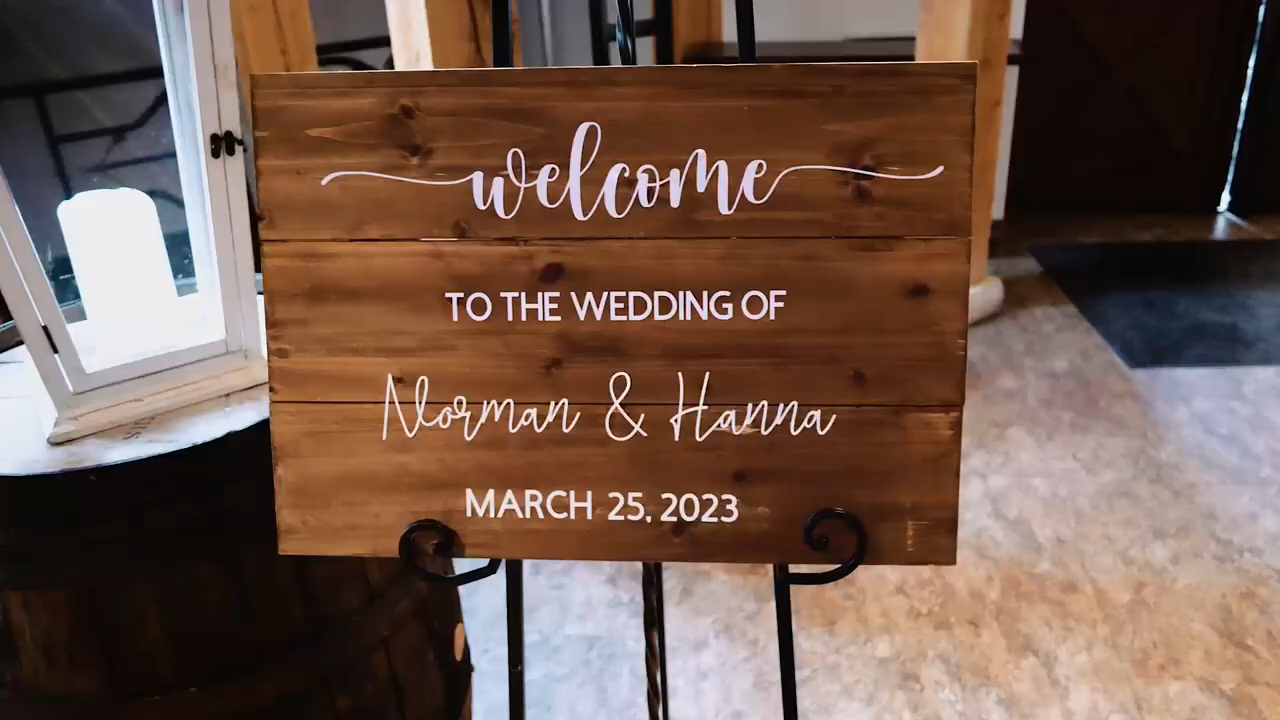 welcome
TO THE WEDDING OF
Norman & Hanna
MARCH 25, 2023